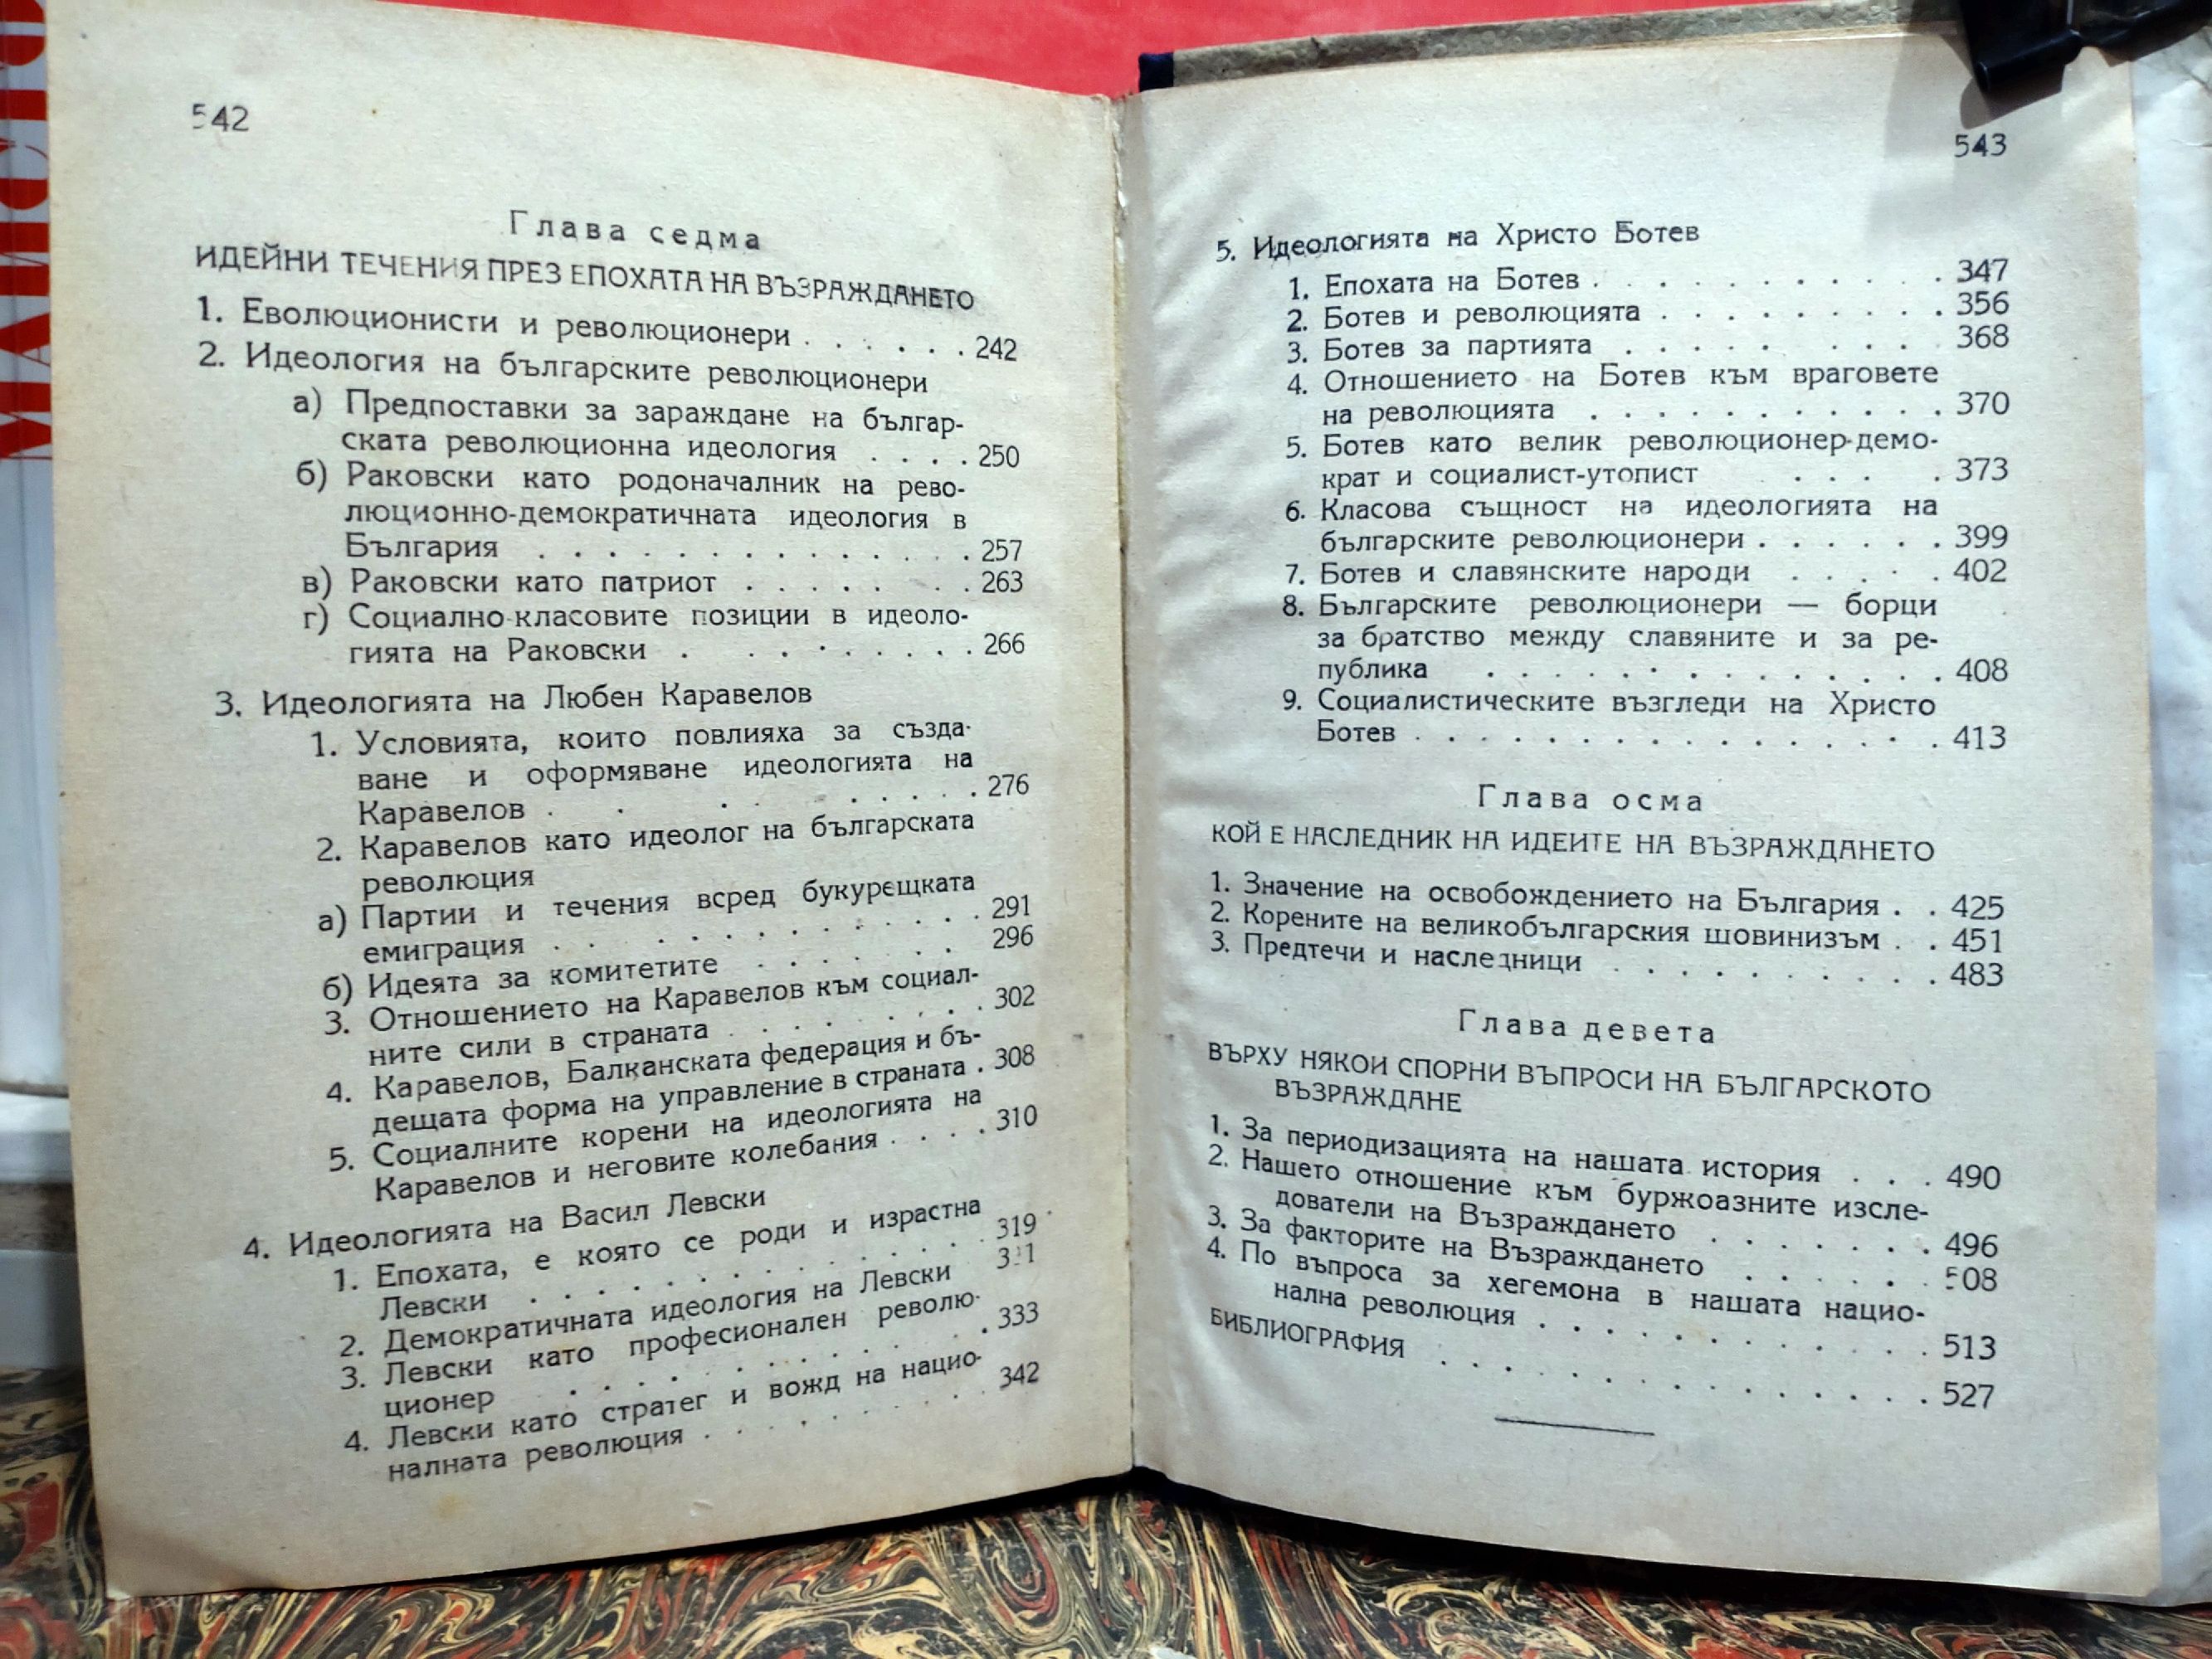 542
Глава седма
ИДЕЙНИ ТЕЧЕНИЯ ПРЕЗ ЕПОХАТА НА ВЪЗРАЖДАНЕТО
1. Еволюционисти и революционери . . . . . . 242
2. Идеология на българските революционери
а) Предпоставки за зараждане на българ-
ската революционна идеология . . . . 250
б) Раковски като родоначалник на рево-
люционно-демократичната идеология в
България . . . . . . . . . . . . . 257
в) Раковски като патриот . . . . . . . 263
г) Социално-класовите позиции в идеоло-
гията на Раковски . . . . . . . . 266
3. Идеологията на Любен Каравелов
1. Условията, които повлияха за създа-
ване и оформяване идеологията на
Каравелов . . . . . . . . . 276
2. Каравелов като идеолог на българската
революция
а) Партии и течения всред букурещката
емиграция . . . . . . . . . . . . 291
б) Идеята за комитетите . . . . . . 296
3. Отношението на Каравелов към социал-
ните сили в страната . . . . . . . . 302
4. Каравелов, Балканската федерация и бъ-
дещата форма на управление в страната . 308
5. Социалните корени на идеологията на
Каравелов и неговите колебания . . . . 310
4. Идеологията на Васил Левски
1. Епохата, е която се роди и израстна
Левски . . . . . . . . . . . . . 319
2. Демократичната идеология на Левски
3. Левски като професионален револю-
ционер . . . . . . . . . . . 333
4. Левски като стратег и вожд на нацио-
налната революция . . . . . . . . . 342
543
5. Идеологията на Христо Ботев
1. Епохата на Ботев . . . . . . . . . . . 347
2. Ботев и революцията . . . . . . . . . 356
3. Ботев за партията . . . . . . . . 368
4. Отношението на Ботев към враговете
на революцията . . . . . . . . . . . 370
5. Ботев като велик революционер-демо-
крат и социалист-утопист . . . . 373
6. Класова същност на идеологията на
българските революционери . . . . . . 399
7. Ботев и славянските народи . . . . . 402
8. Българските революционери — борци
за братство между славяните и за ре-
публика . . . . . . . . . . . . . . 408
9. Социалистическите възгледи на Христо
Ботев . . . . . . . . . . . . . . . . 413
Глава осма
КОЙ Е НАСЛЕДНИК НА ИДЕИТЕ НА ВЪЗРАЖДАНЕТО
1. Значение на освобождението на България . . 425
2. Корените на великобългарския шовинизъм . . 451
3. Предтечи и наследници . . . . . . . . . . 483
Глава девета
ВЪРХУ НЯКОИ СПОРНИ ВЪПРОСИ НА БЪЛГАРСКОТО
ВЪЗРАЖДАНЕ
1. За периодизацията на нашата история . . . 490
2. Нашето отношение към буржоазните изсле-
дователи на Възраждането . . . . . . . 496
3. За факторите на Възраждането . . . . . . 508
4. По въпроса за хегемона в нашата нацио-
нална революция . . . . . . . . . . . . 513
БИБЛИОГРАФИЯ . . . . . . . . . . . . . . . 527